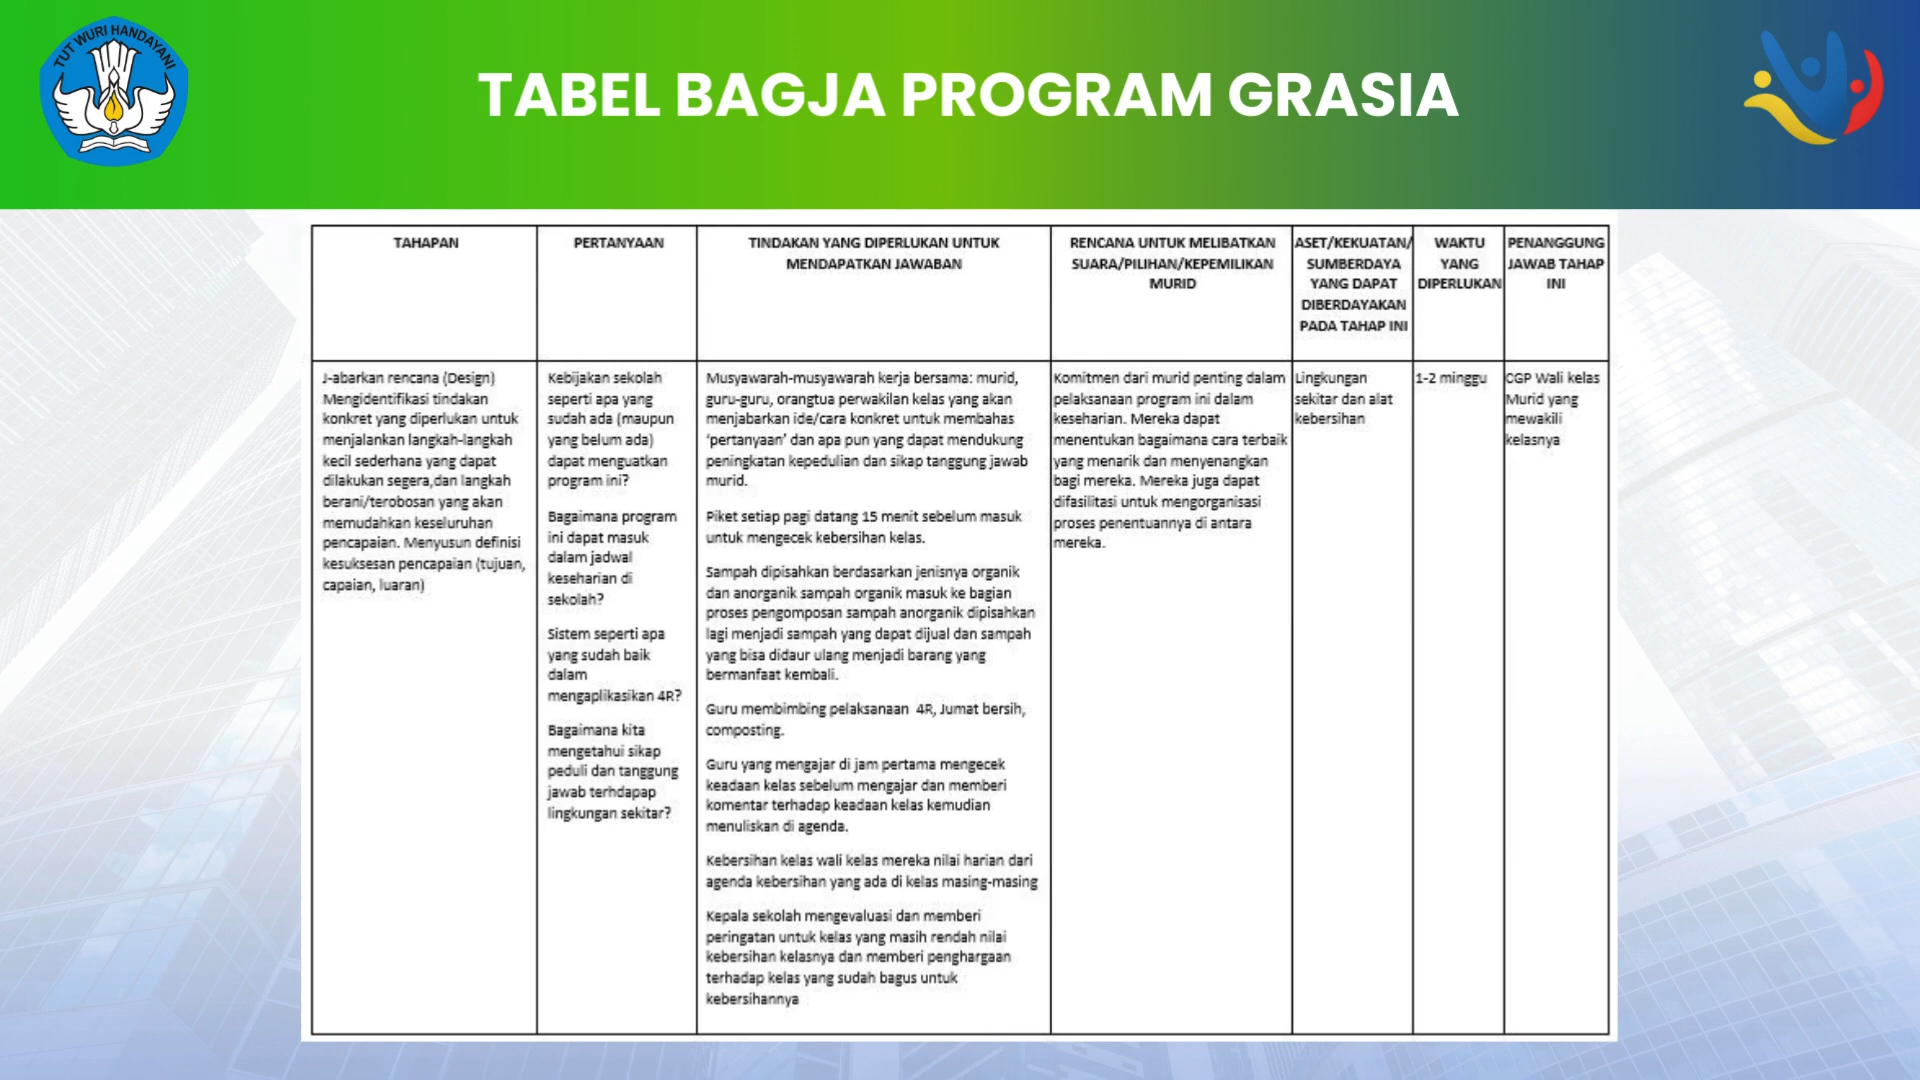 TUT WURI HANDAYANI
TABEL BAGJA PROGRAM GRASIA
TAHAPAN
PERTANYAAN
TINDAKAN YANG DIPERLUKAN UNTUK
MENDAPATKAN JAWABAN
RENCANA UNTUK MELIBATKAN
SUARA/PILIHAN/KEPEMILIKAN
MURID
ASET/KEKUATAN/
SUMBERDAYA
YANG DAPAT
DIBERDAYAKAN
PADA TAHAP INI
WAKTU
YANG
DIPERLUKAN
PENANGGUNG
JAWAB TAHAP
INI
J-abarkan rencana (Design)
Mengidentifikasi tindakan
konkret yang diperlukan untuk
menjalankan langkah-langkah
kecil sederhana yang dapat
dilakukan segera,dan langkah
berani/terobosan yang akan
memudahkan keseluruhan
pencapaian. Menyusun definisi
kesuksesan pencapaian (tujuan,
capaian, luaran)
Kebijakan sekolah
seperti apa yang
sudah ada (maupun
yang belum ada)
dapat menguatkan
program ini?
Bagaimana program
ini dapat masuk
dalam jadwal
keseharian di
sekolah?
Sistem seperti apa
yang sudah baik
dalam
mengaplikasikan 4R?
Bagaimana kita
mengetahui sikap
peduli dan tanggung
jawab terhdapap
lingkungan sekitar?
Musyawarah-musyawarah kerja bersama: murid,
guru-guru, orangtua perwakilan kelas yang akan
menjabarkan ide/cara konkret untuk membahas
‘pertanyaan’ dan apa pun yang dapat mendukung
peningkatan kepedulian dan sikap tanggung jawab
murid.
Piket setiap pagi datang 15 menit sebelum masuk
untuk mengecek kebersihan kelas.
Sampah dipisahkan berdasarkan jenisnya organik
dan anorganik sampah organik masuk ke bagian
proses pengomposan sampah anorganik dipisahkan
lagi menjadi sampah yang dapat dijual dan sampah
yang bisa didaur ulang menjadi barang yang
bermanfaat kembali.
Guru membimbing pelaksanaan  4R, Jumat bersih,
composting.
Guru yang mengajar di jam pertama mengecek
keadaan kelas sebelum mengajar dan memberi
komentar terhadap keadaan kelas kemudian
menuliskan di agenda.
Kebersihan kelas wali kelas mereka nilai harian dari
agenda kebersihan yang ada di kelas masing-masing
Kepala sekolah mengevaluasi dan memberi
peringatan untuk kelas yang masih rendah nilai
kebersihan kelasnya dan memberi penghargaan
terhadap kelas yang sudah bagus untuk
kebersihannya
Komitmen dari murid penting dalam
pelaksanaan program ini dalam
keseharian. Mereka dapat
menentukan bagaimana cara terbaik
yang menarik dan menyenangkan
bagi mereka. Mereka juga dapat
difasilitasi untuk mengorganisasi
proses penentuannya di antara
mereka.
Lingkungan
sekitar dan alat
kebersihan
1-2 minggu
CGP Wali kelas
Murid yang
mewakili
kelasnya